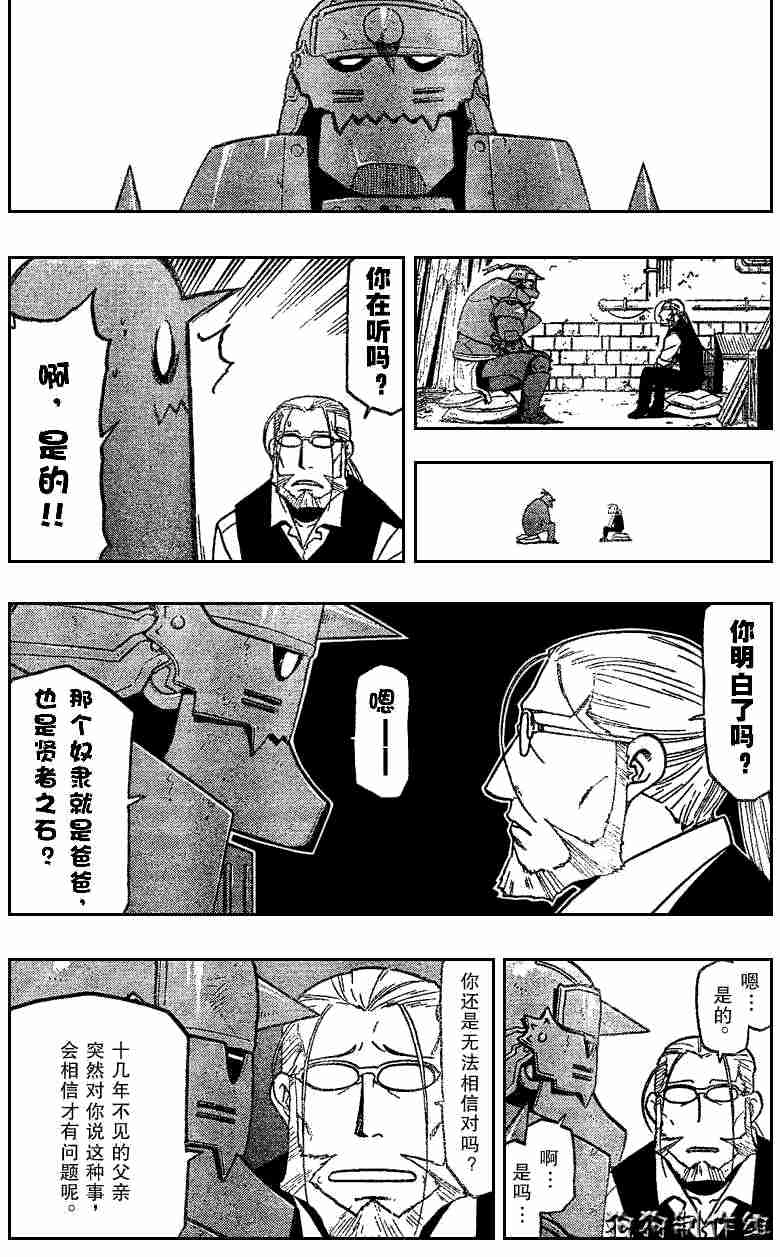 你在听吗？
啊，
是的!!
你明白了吗？
嗯——
那个奴隶就是爸爸，
也是贤者之石？
嗯…
是的。
啊…
是吗…
你还是无法相信对吗？
十几年不见的父亲
突然对你说这种事，
会相信才有问题呢。